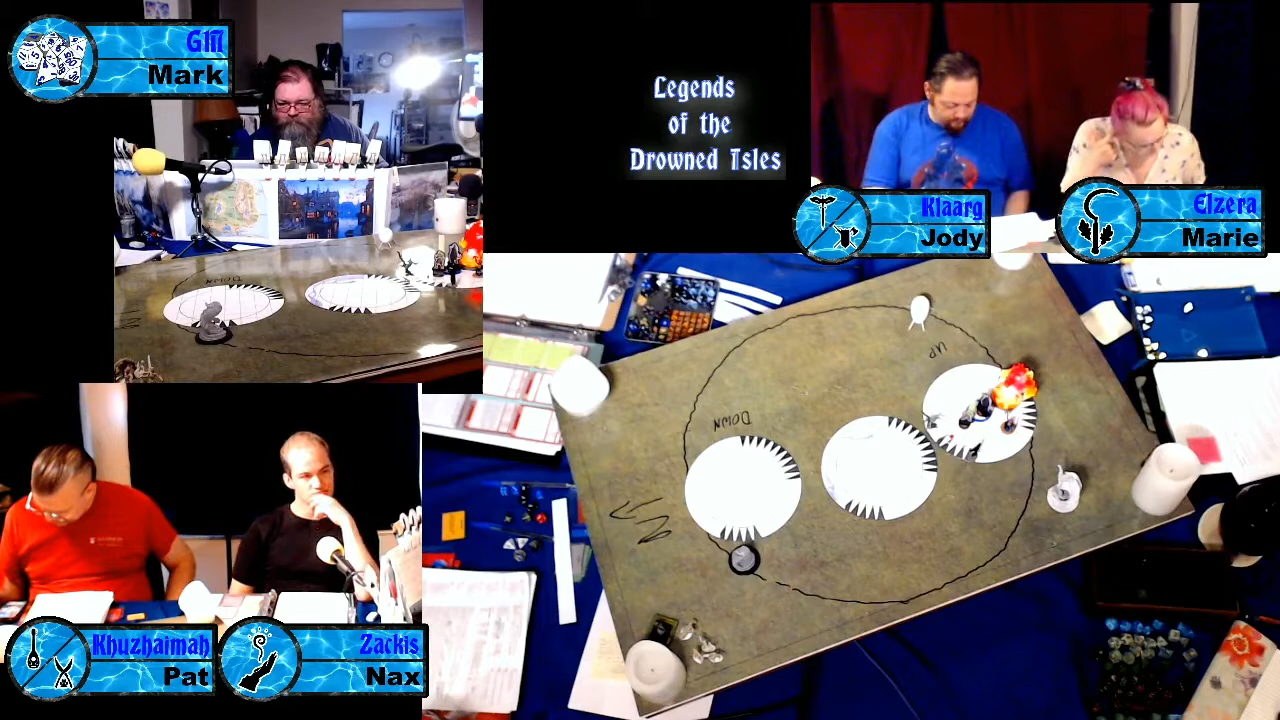 GM
Mark
Legends
of the
Drowned Isles
Klaarg
Jody
Elzera
Marie
DOWN
UP
DOWN
N
Khuzhaimah
Pat
Zackis
Nax